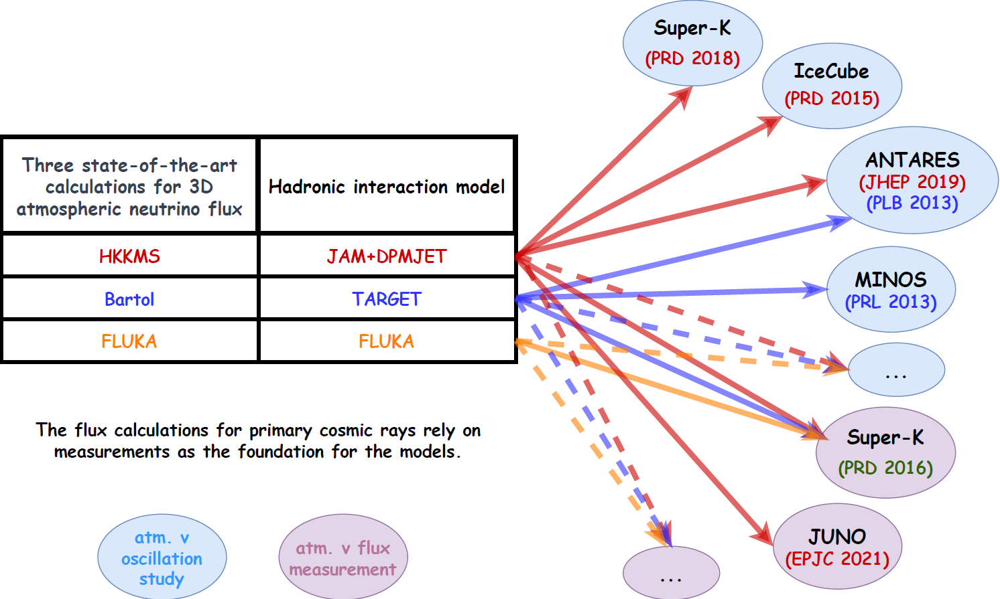 Super-K
(PRD 2018)
IceCube
(PRD 2015)
ANTARES
(JHEP 2019)
(PLB 2013)
Three state-of-the-art
calculations for 3D
atmospheric neutrino flux
Hadronic interaction model
HKKMS
JAM+DPMJET
Bartol
TARGET
FLUKA
FLUKA
MINOS
(PRL 2013)
...
The flux calculations for primary cosmic rays rely on
measurements as the foundation for the models.
Super-K
(PRD 2016)
JUNO
(EPJC 2021)
...
atm. v
oscillation
study
atm. v flux
measurement